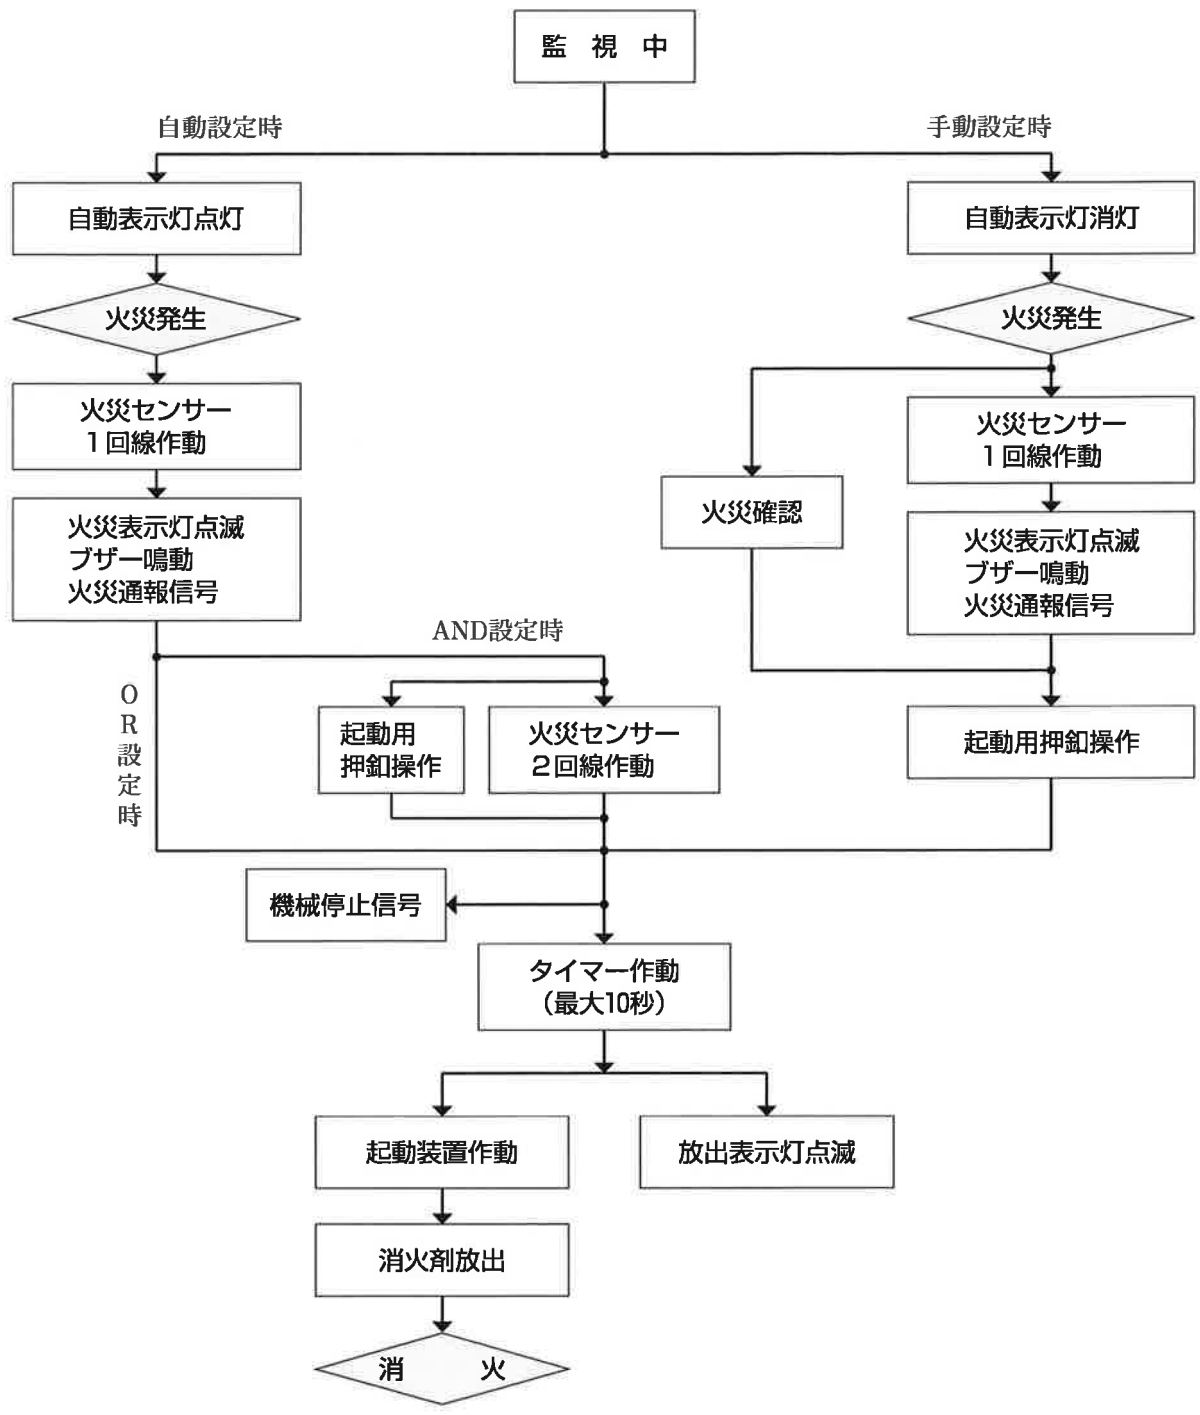 監　視　中
自動設定時
手動設定時
自動表示灯点灯
自動表示灯消灯
火災発生
火災発生
火災センサー
1回線作動
火災センサー
1回線作動
火災確認
火災表示灯点滅
ブザー鳴動
火災通報信号
火災表示灯点滅
ブザー鳴動
火災通報信号
AND設定時
OR設定時
起動用
押釦操作
火災センサー
2回線作動
起動用押釦操作
機械停止信号
タイマー作動
（最大10秒）
起動装置作動
放出表示灯点滅
消火剤放出
消　火